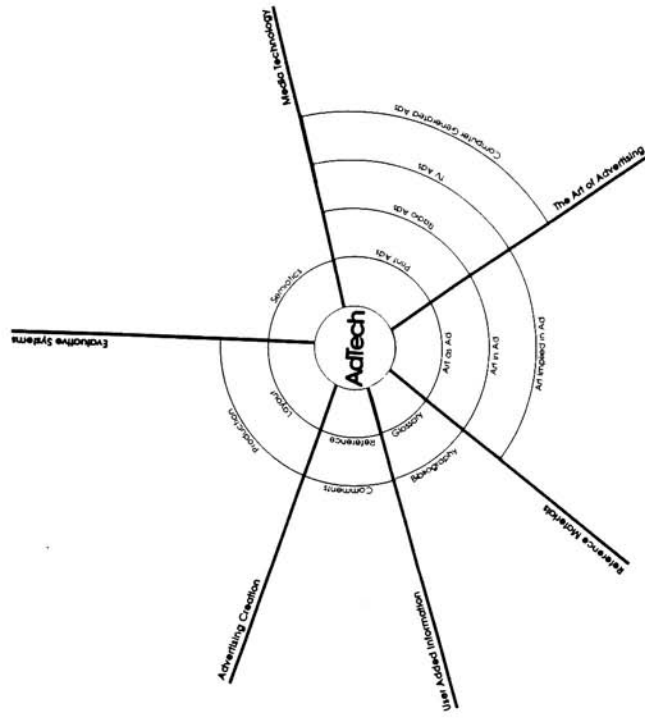 AdTech
Media Technology
Print Ads
Radio Ads
TV Ads
Computer Generated Ads
The Art of Advertising
Art as Ad
Art in Ad
Art Implied in Ad
Reference Materials
Glossary
Bibliography
User Added Information
Reference
Comments
Advertising Creation
Layout
Production
Evaluative Systems
Semiotics